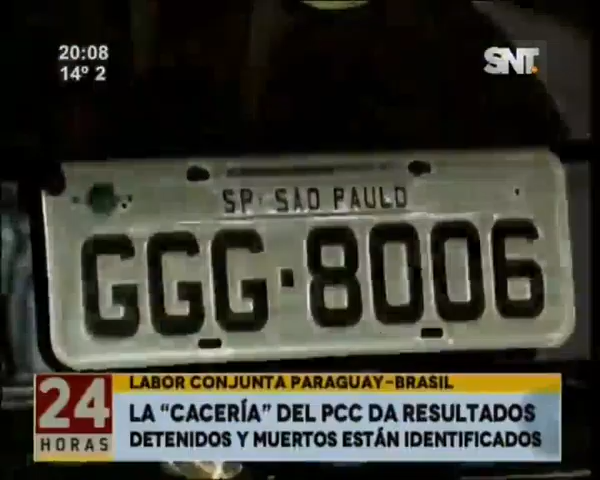 20:08
14º 2
SNT.
SP SAO PAULO
GGG·8006
24
HORAS
LABOR CONJUNTA PARAGUAY-BRASIL
LA "CACERÍA" DEL PCC DA RESULTADOS
DETENIDOS Y MUERTOS ESTÁN IDENTIFICADOS